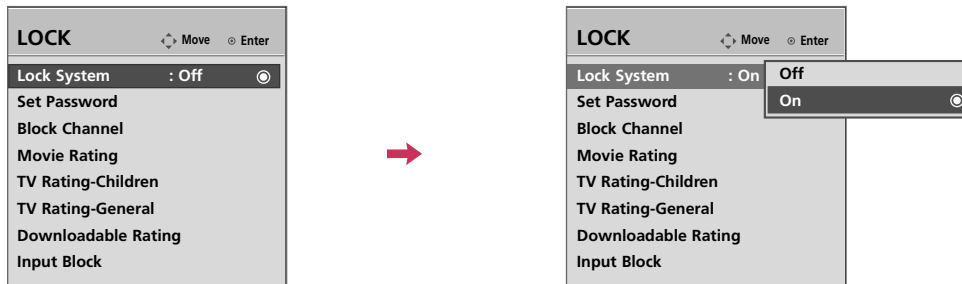 LOCK Move Enter
Lock System : Off
Set Password
Block Channel
Movie Rating
TV Rating-Children
TV Rating-General
Downloadable Rating
Input Block
LOCK Move Enter
Lock System : On
Off
On
Set Password
Block Channel
Movie Rating
TV Rating-Children
TV Rating-General
Downloadable Rating
Input Block